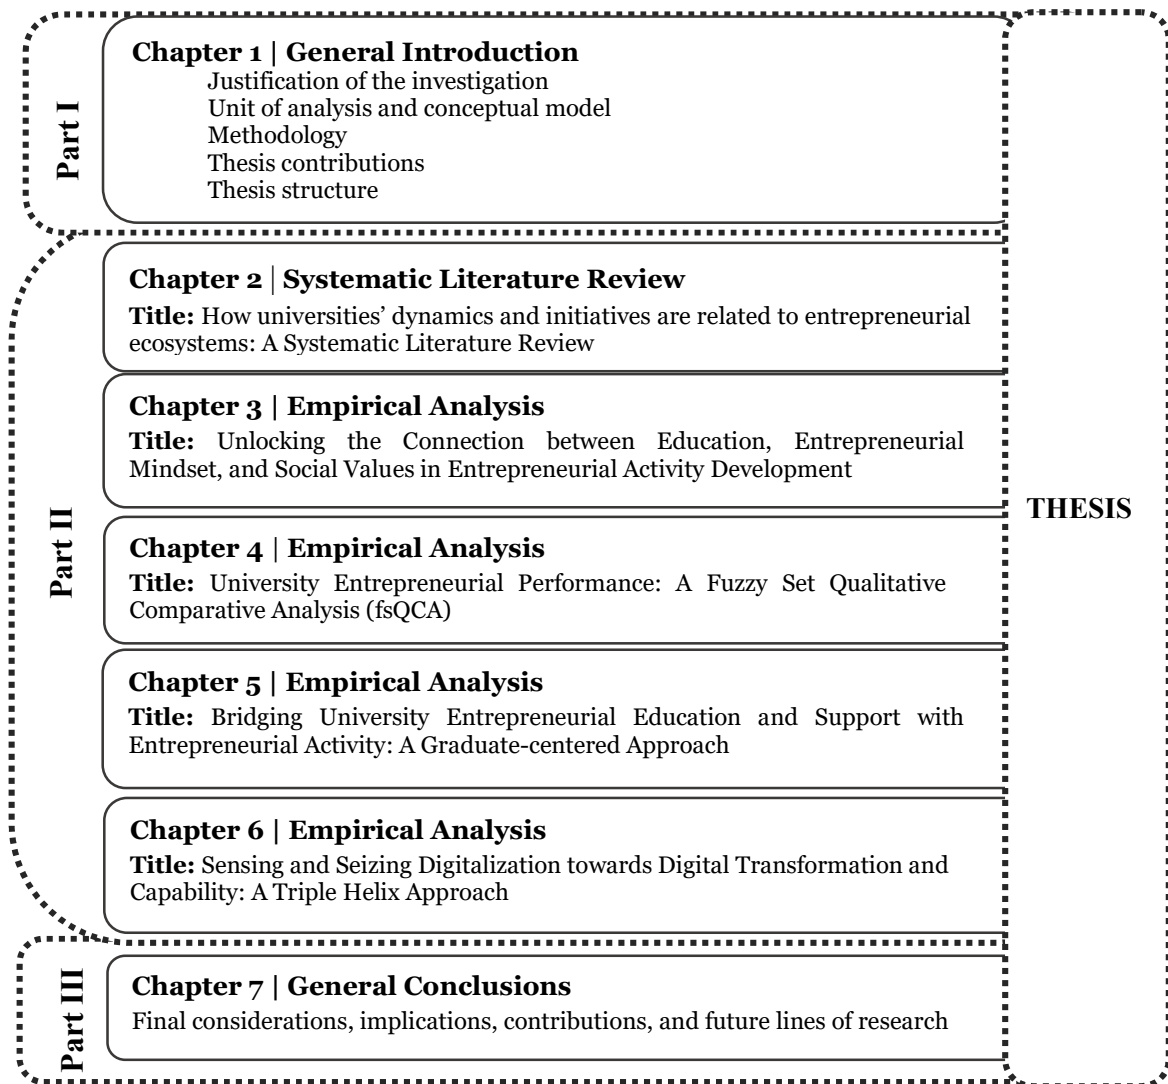 Part I
Chapter 1 | General Introduction
Justification of the investigation
Unit of analysis and conceptual model
Methodology
Thesis contributions
Thesis structure
Part II
Chapter 2 | Systematic Literature Review
Title: How universities’ dynamics and initiatives are related to entrepreneurial
ecosystems: A Systematic Literature Review
Chapter 3 | Empirical Analysis
Title: Unlocking the Connection between Education, Entrepreneurial
Mindset, and Social Values in Entrepreneurial Activity Development
Chapter 4 | Empirical Analysis
Title: University Entrepreneurial Performance: A Fuzzy Set Qualitative
Comparative Analysis (fsQCA)
Chapter 5 | Empirical Analysis
Title: Bridging University Entrepreneurial Education and Support with
Entrepreneurial Activity: A Graduate-centered Approach
Chapter 6 | Empirical Analysis
Title: Sensing and Seizing Digitalization towards Digital Transformation and
Capability: A Triple Helix Approach
Part III
Chapter 7 | General Conclusions
Final considerations, implications, contributions, and future lines of research
THESIS